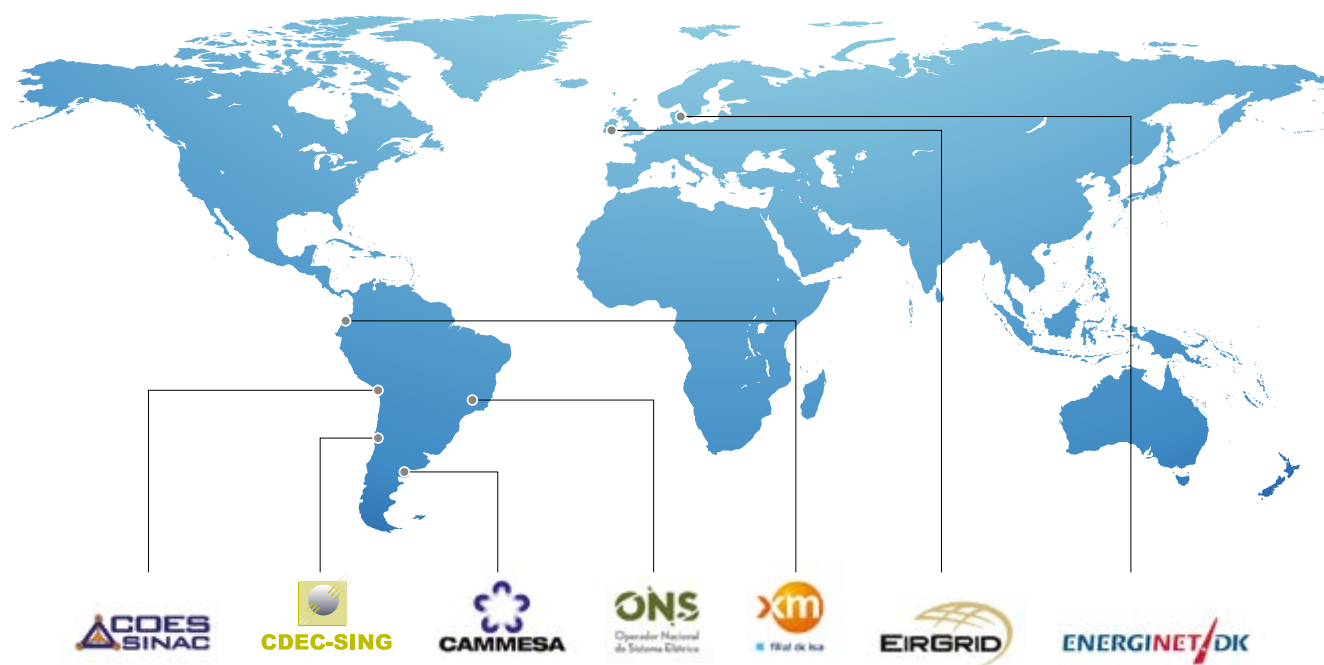 COES
SINAC
CDEC-SING
CAMMESA
ONS
Operador Nacional
do Sistema Elétrico
xm
filial de isa
EIRGRID
ENERGINET/DK